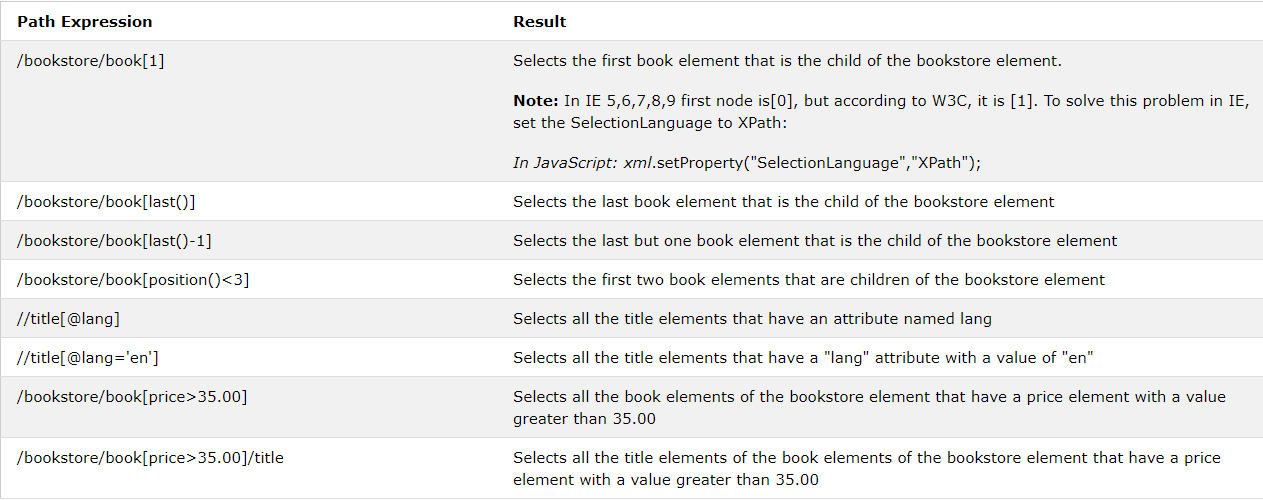 Path Expression Result
/bookstore/book[1] Selects the first book element that is the child of the bookstore element.
Note: In IE 5,6,7,8,9 first node is[0], but according to W3C, it is [1]. To solve this problem in IE,
set the SelectionLanguage to XPath:
In JavaScript: xml.setProperty("SelectionLanguage","XPath");
/bookstore/book[last()] Selects the last book element that is the child of the bookstore element
/bookstore/book[last()-1] Selects the last but one book element that is the child of the bookstore element
/bookstore/book[position()<3] Selects the first two book elements that are children of the bookstore element
//title[@lang] Selects all the title elements that have an attribute named lang
//title[@lang='en'] Selects all the title elements that have a "lang" attribute with a value of "en"
/bookstore/book[price>35.00] Selects all the book elements of the bookstore element that have a price element with a value
greater than 35.00
/bookstore/book[price>35.00]/title Selects all the title elements of the book elements of the bookstore element that have a price
element with a value greater than 35.00